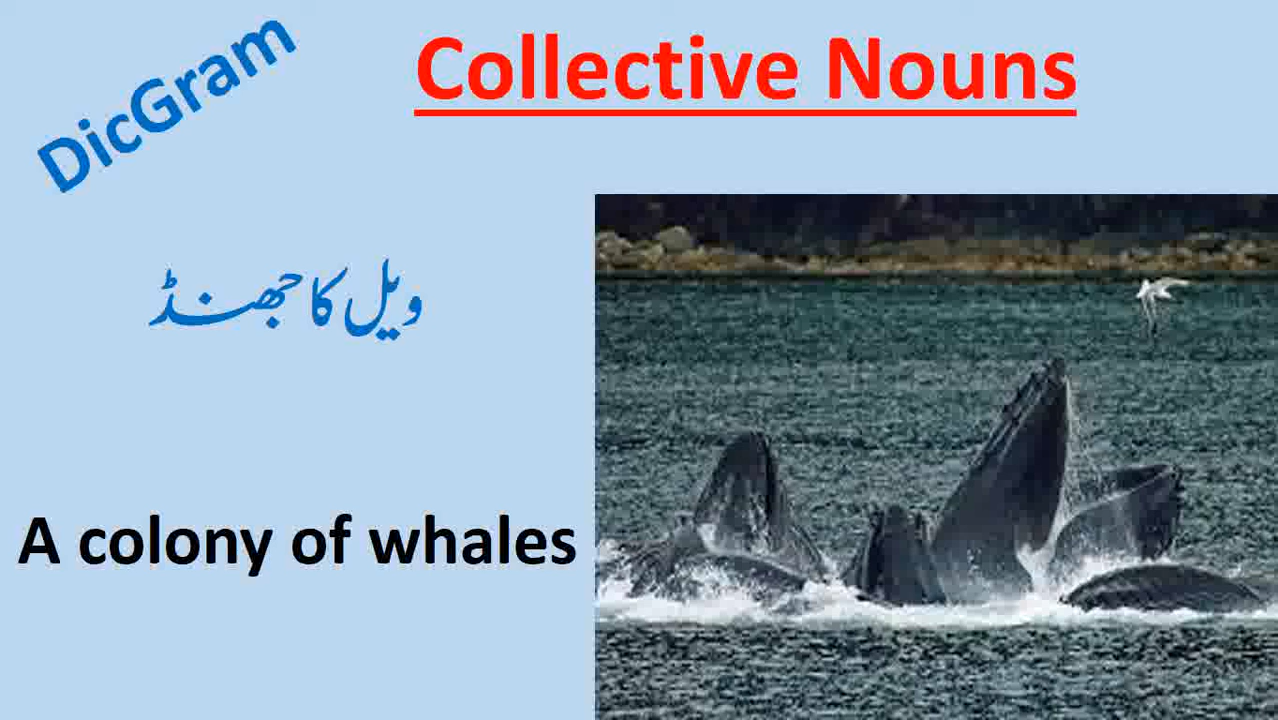 DicGram
Collective Nouns
ویل کا جھنڈ
A colony of whales